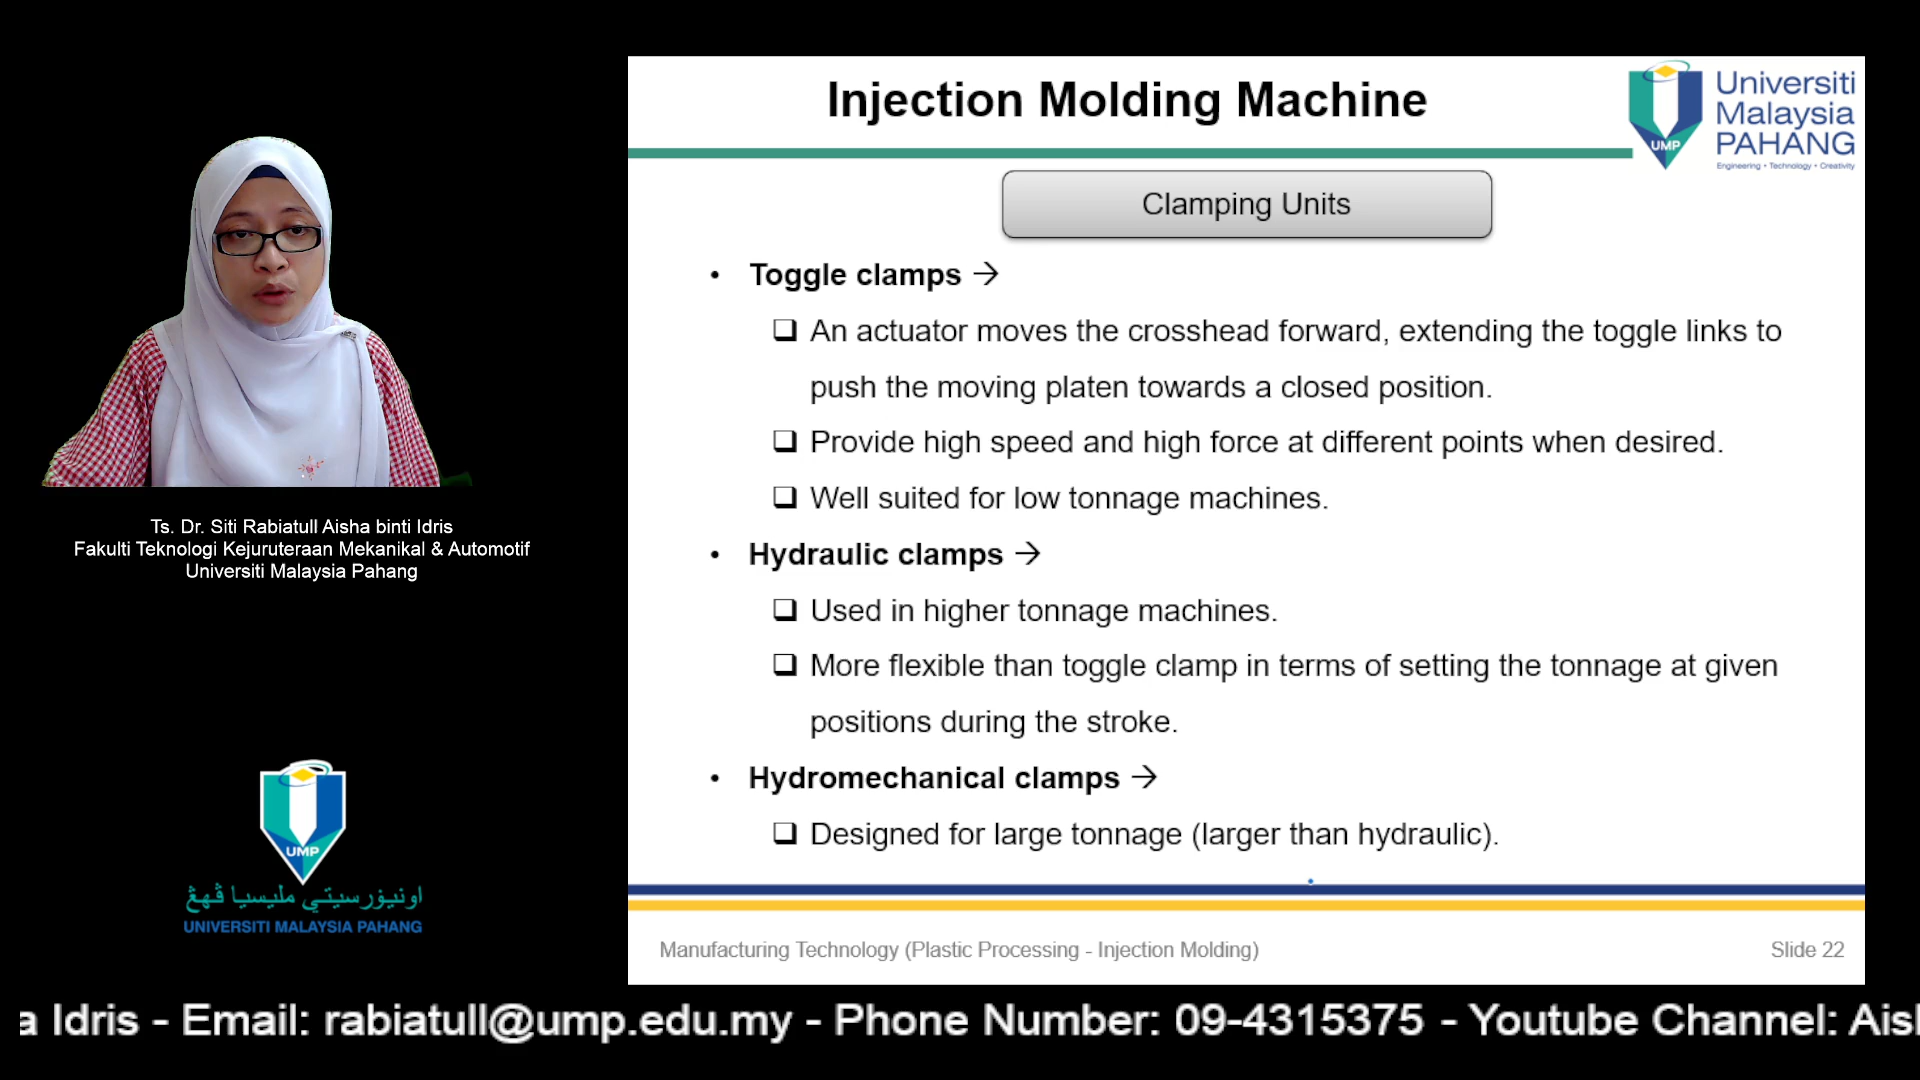 Injection Molding Machine
UMP
Universiti
Malaysia
PAHANG
Engineering • Technology • Creativity
Clamping Units
• Toggle clamps →
❑ An actuator moves the crosshead forward, extending the toggle links to
push the moving platen towards a closed position.
❑ Provide high speed and high force at different points when desired.
❑ Well suited for low tonnage machines.
• Hydraulic clamps →
❑ Used in higher tonnage machines.
❑ More flexible than toggle clamp in terms of setting the tonnage at given
positions during the stroke.
• Hydromechanical clamps →
❑ Designed for large tonnage (larger than hydraulic).
Manufacturing Technology (Plastic Processing - Injection Molding)
Slide 22
Ts. Dr. Siti Rabiatull Aisha binti Idris
Fakulti Teknologi Kejuruteraan Mekanikal & Automotif
Universiti Malaysia Pahang
UMP
اونيۏرسيتي مليسيا ڤهڠ
UNIVERSITI MALAYSIA PAHANG
a Idris - Email: rabiatull@ump.edu.my - Phone Number: 09-4315375 - Youtube Channel: Aish